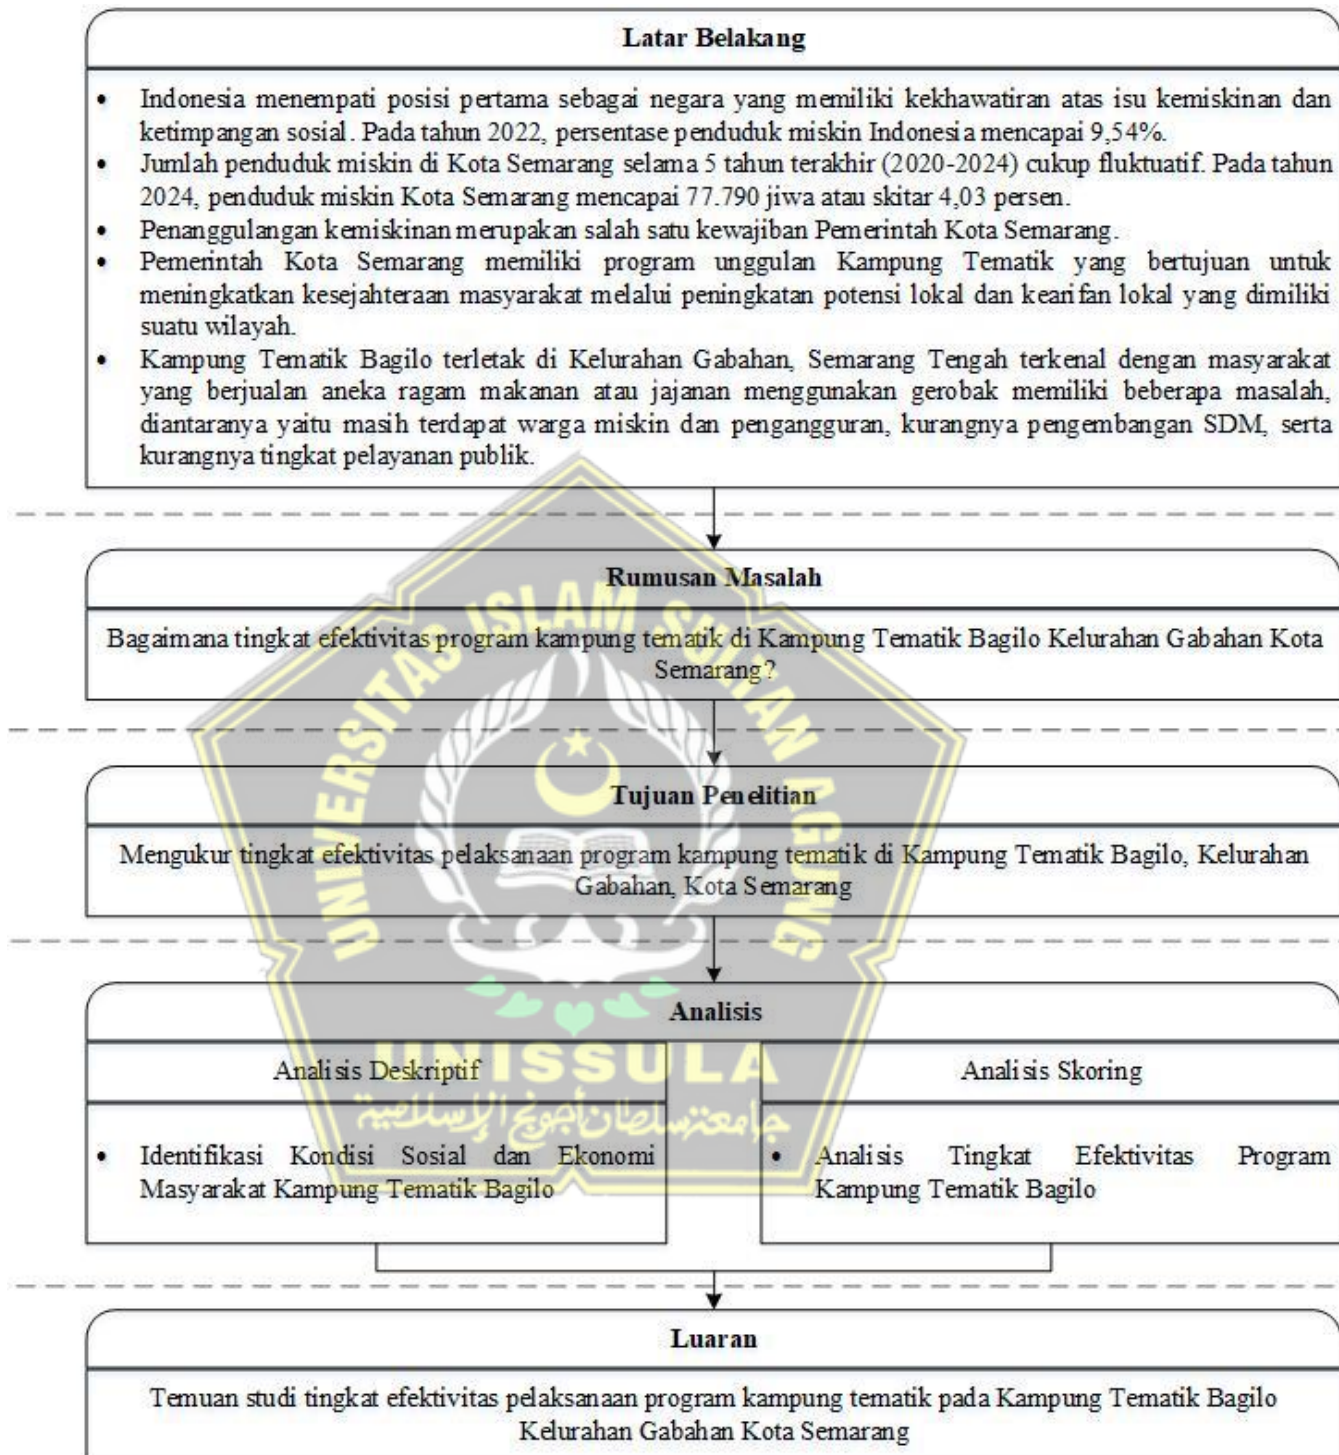 Latar Belakang
• Indonesia menempati posisi pertama sebagai negara yang memiliki kekhawatiran atas isu kemiskinan dan
ketimpangan sosial. Pada tahun 2022, persentase penduduk miskin Indonesia mencapai 9,54%.
• Jumlah penduduk miskin di Kota Semarang selama 5 tahun terakhir (2020-2024) cukup fluktuatif. Pada tahun
2024, penduduk miskin Kota Semarang mencapai 77.790 jiwa atau skitar 4,03 persen.
• Penanggulangan kemiskinan merupakan salah satu kewajiban Pemerintah Kota Semarang.
• Pemerintah Kota Semarang memiliki program unggulan Kampung Tematik yang bertujuan untuk
meningkatkan kesejahteraan masyarakat melalui peningkatan potensi lokal dan kearifan lokal yang dimiliki
suatu wilayah.
• Kampung Tematik Bagilo terletak di Kelurahan Gabahan, Semarang Tengah terkenal dengan masyarakat
yang berjualan aneka ragam makanan atau jajanan menggunakan gerobak memiliki beberapa masalah,
diantaranya yaitu masih terdapat warga miskin dan pengangguran, kurangnya pengembangan SDM, serta
kurangnya tingkat pelayanan publik.
Rumusan Masalah
Bagaimana tingkat efektivitas program kampung tematik di Kampung Tematik Bagilo Kelurahan Gabahan Kota
Semarang?
Tujuan Penelitian
Mengukur tingkat efektivitas pelaksanaan program kampung tematik di Kampung Tematik Bagilo, Kelurahan
Gabahan, Kota Semarang
Analisis
Analisis Deskriptif
• Identifikasi Kondisi Sosial dan Ekonomi
Masyarakat Kampung Tematik Bagilo
Analisis Skoring
• Analisis Tingkat Efektivitas Program
Kampung Tematik Bagilo
Luaran
Temuan studi tingkat efektivitas pelaksanaan program kampung tematik pada Kampung Tematik Bagilo
Kelurahan Gabahan Kota Semarang
UNIVERSITAS ISLAM SULTAN AGUNG
UNISSULA
جامعة سلطان أجونج الإسلامية